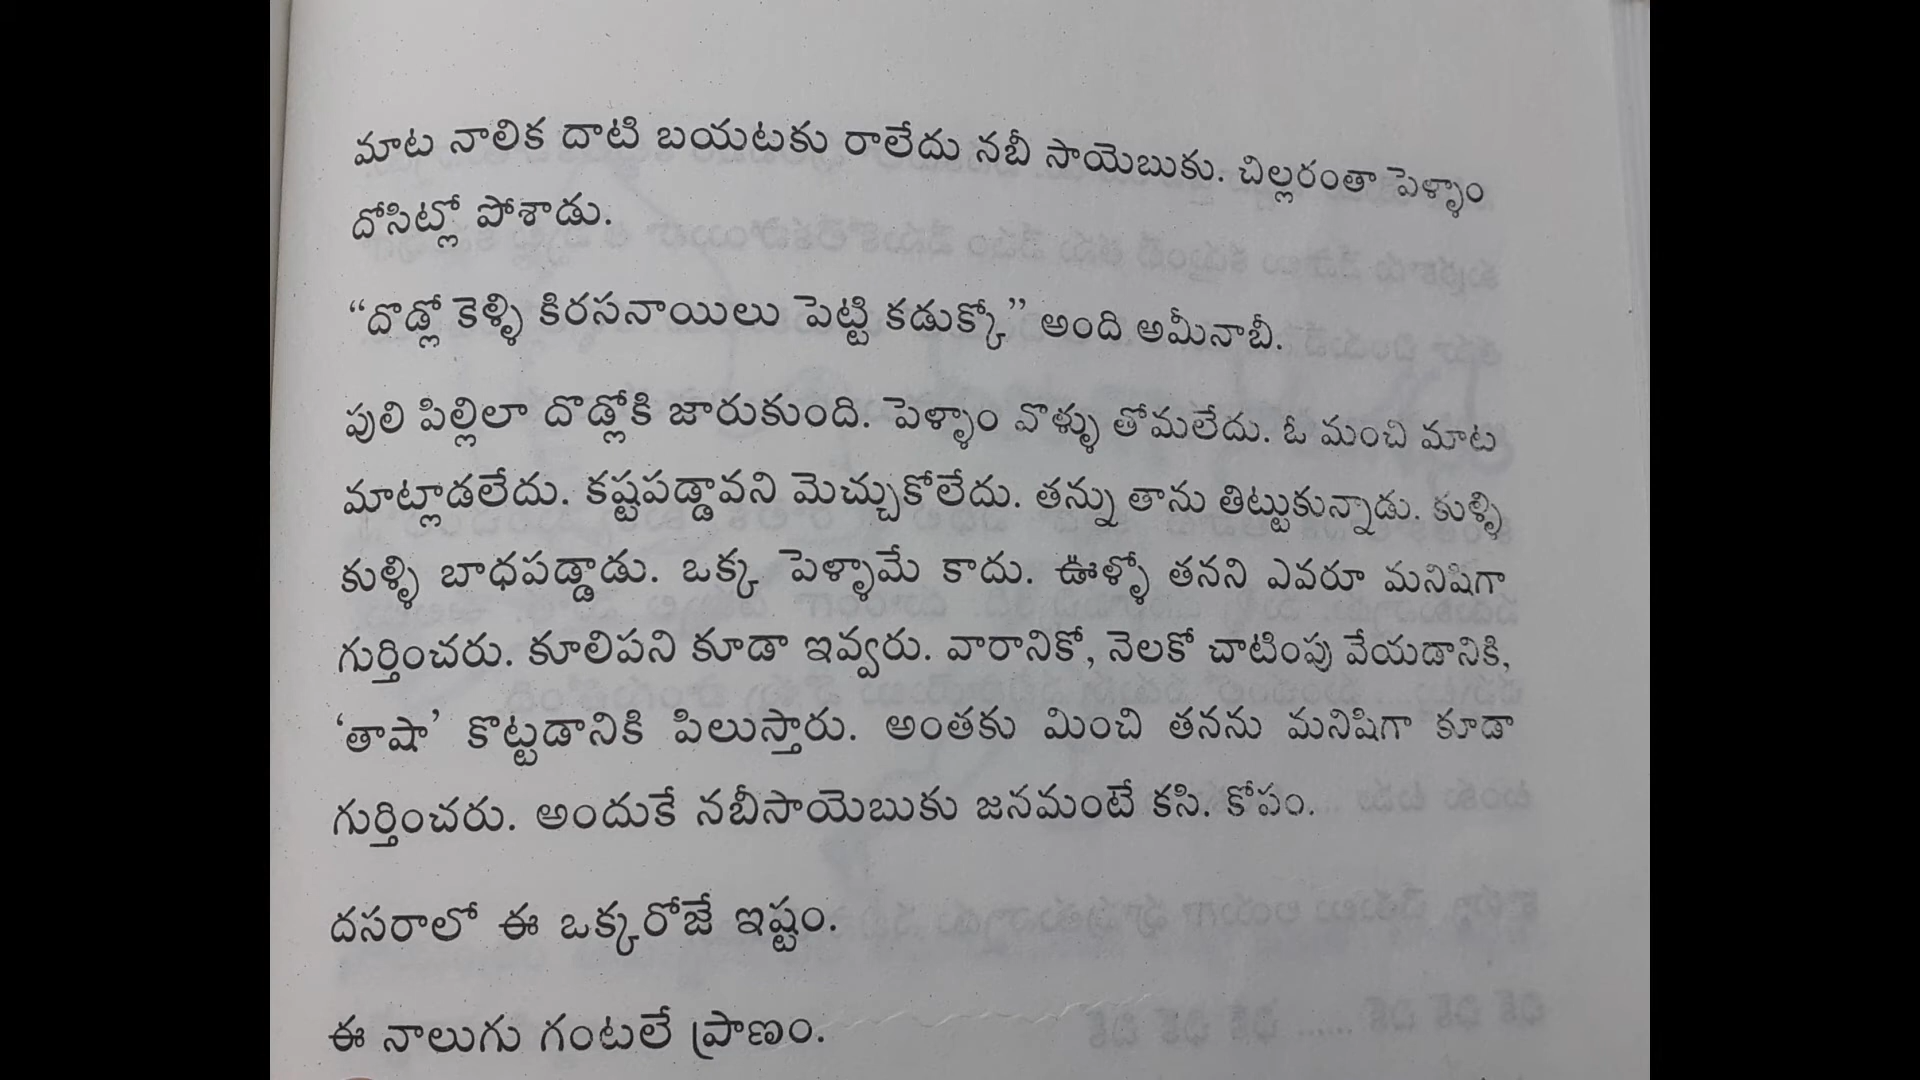 మాట నాలిక దాటి బయటకు రాలేదు నబీ సాయెబుకు. చిల్లరంతా పెళ్ళాం
దోసిట్లో పోశాడు.
“దొడ్లో కెళ్ళి కిరసనాయిలు పెట్టి కడుక్కో” అంది అమీనాబీ.
పులి పిల్లిలా దొడ్లోకి జారుకుంది. పెళ్ళాం వొళ్ళు తోమలేదు. ఓ మంచి మాట
మాట్లాడలేదు. కష్టపడ్డావని మెచ్చుకోలేదు. తన్ను తాను తిట్టుకున్నాడు. కుళ్ళి
కుళ్ళి బాధపడ్డాడు. ఒక్క పెళ్ళామే కాదు. ఊళ్ళో తనని ఎవరూ మనిషిగా
గుర్తించరు. కూలిపని కూడా ఇవ్వరు. వారానికో, నెలకో చాటింపు వేయడానికి,
‘తాషా’ కొట్టడానికి పిలుస్తారు. అంతకు మించి తనను మనిషిగా కూడా
గుర్తించరు. అందుకే నబీసాయెబుకు జనమంటే కసి. కోపం.
దసరాలో ఈ ఒక్కరోజే ఇష్టం.
ఈ నాలుగు గంటలే ప్రాణం.